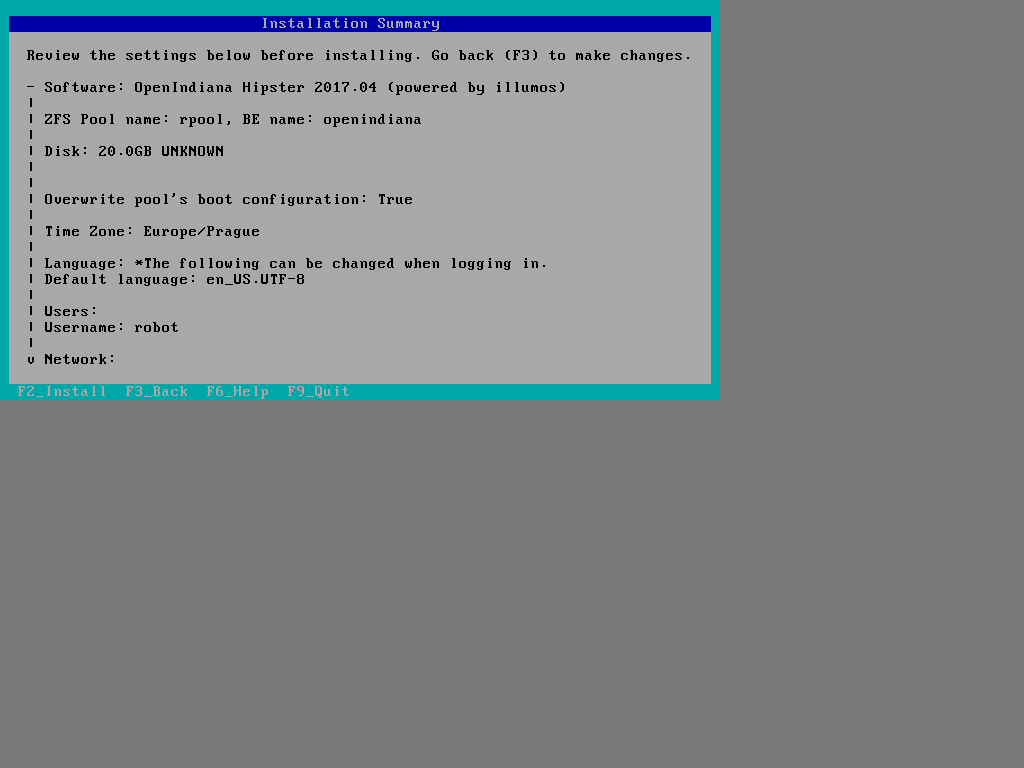 Installation Summary
Review the settings below before installing. Go back (F3) to make changes.
- Software: OpenIndiana Hipster 2017.04 (powered by illumos)
ZFS Pool name: rpool, BE name: openindiana
Disk: 20.0GB UNKNOWN
Overwrite pool's boot configuration: True
Time Zone: Europe/Prague
Language: *The following can be changed when logging in.
Default language: en_US.UTF-8
Users:
Username: robot
v Network:
F2_Install F3_Back F6_Help F9_Quit